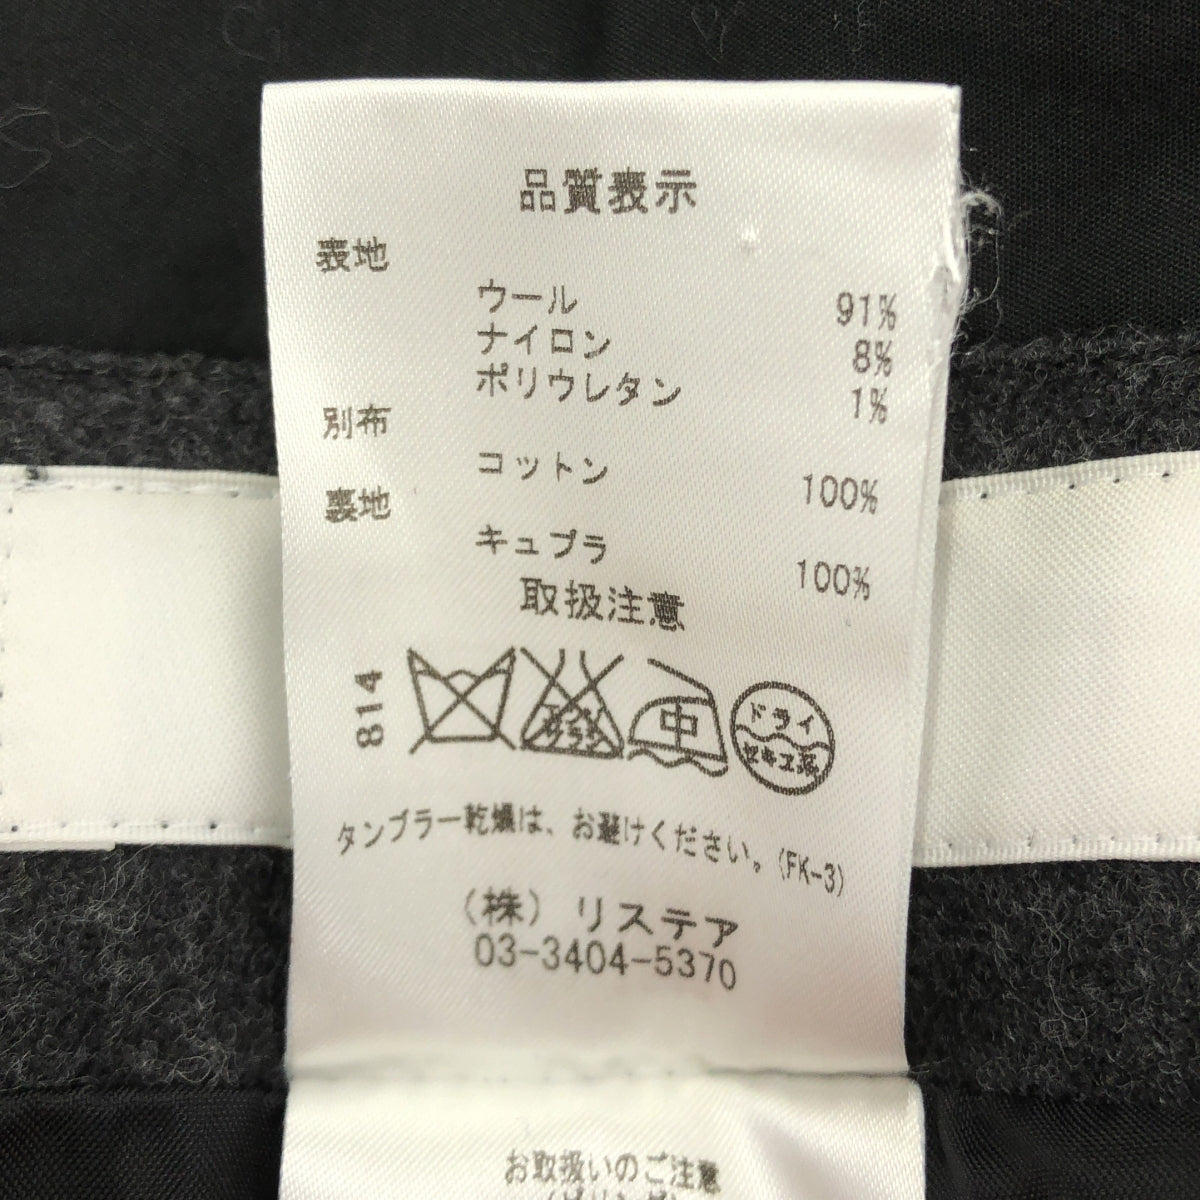 品質表示
表地
ウール 91%
ナイロン 8%
ポリウレタン 1%
別布
コットン 100%
裏地
キュプラ 100%
取扱注意
814
中
ドライ
セキユ系
タンブラー乾燥は、お避けください。(FK-3)
(株) リステア
03-3404-5370
お取扱いのご注意